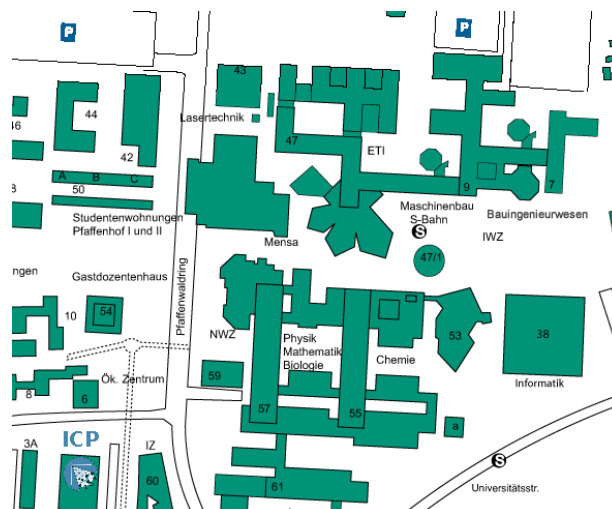 P
P
43
44
46
Lasertechnik
42
47
ETI
A B C
8
50
9
7
Studentenwohnungen
Pfaffenhof I und II
Maschinenbau
S-Bahn
Bauingenieurwesen
S
IWZ
Mensa
47/1
Pfaffenwaldring
ngen
Gastdozentenhaus
10
54
NWZ
Physik
Mathematik
Biologie
Chemie
53
38
Informatik
59
Ök. Zentrum
8
6
57
55
a
3A
ICP
IZ
60
61
S
Universitätsstr.